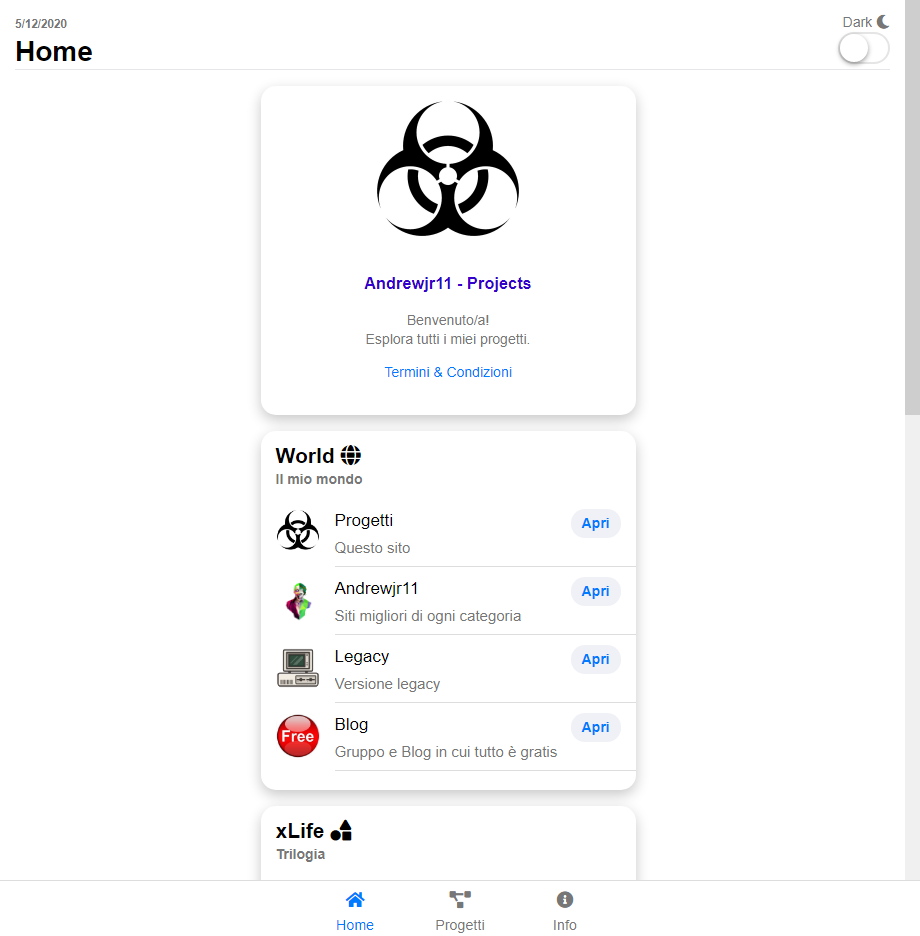 5/12/2020
Dark
Home
Andrewjr11 - Projects
Benvenuto/a!
Esplora tutti i miei progetti.
Termini & Condizioni
World
Il mio mondo
Progetti
Apri
Questo sito
Andrewjr11
Apri
Siti migliori di ogni categoria
Legacy
Apri
Versione legacy
Free
Blog
Apri
Gruppo e Blog in cui tutto è gratis
xLife
Trilogia
Home
Progetti
Info